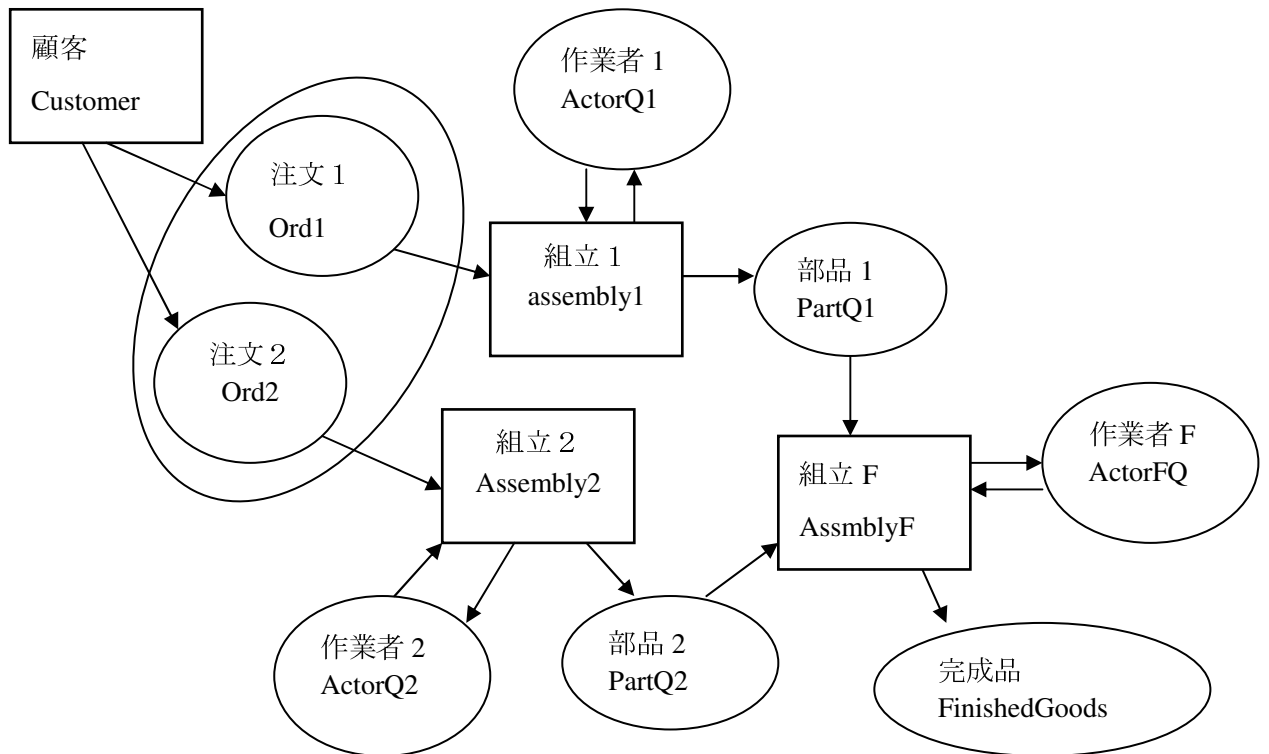 顧客
Customer
作業者 1
ActorQ1
注文１
Ord1
組立 1
assembly1
部品 1
PartQ1
注文２
Ord2
組立 2
Assembly2
組立 F
AssmblyF
作業者 F
ActorFQ
作業者 2
ActorQ2
部品 2
PartQ2
完成品
FinishedGoods